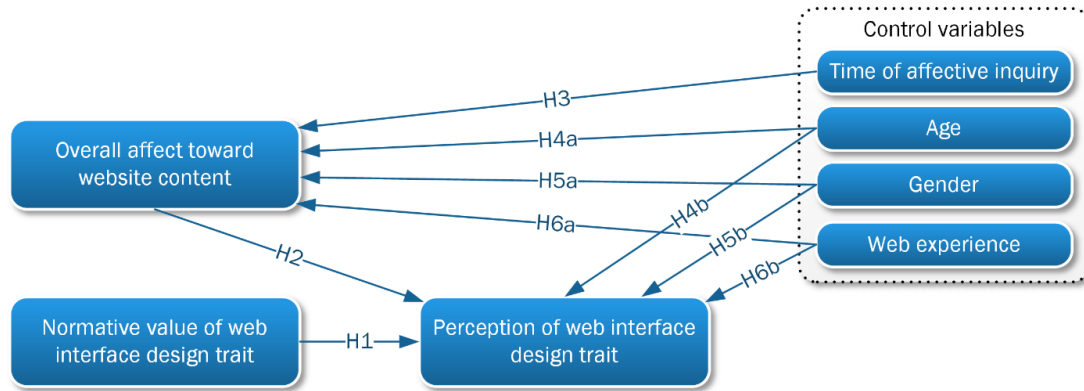 Control variables
Time of affective inquiry
H3
Age
Overall affect toward
website content
H4a
H5a
Gender
H4b
H6a
H5b
Web experience
H2
H6b
Normative value of web
interface design trait
H1
Perception of web interface
design trait